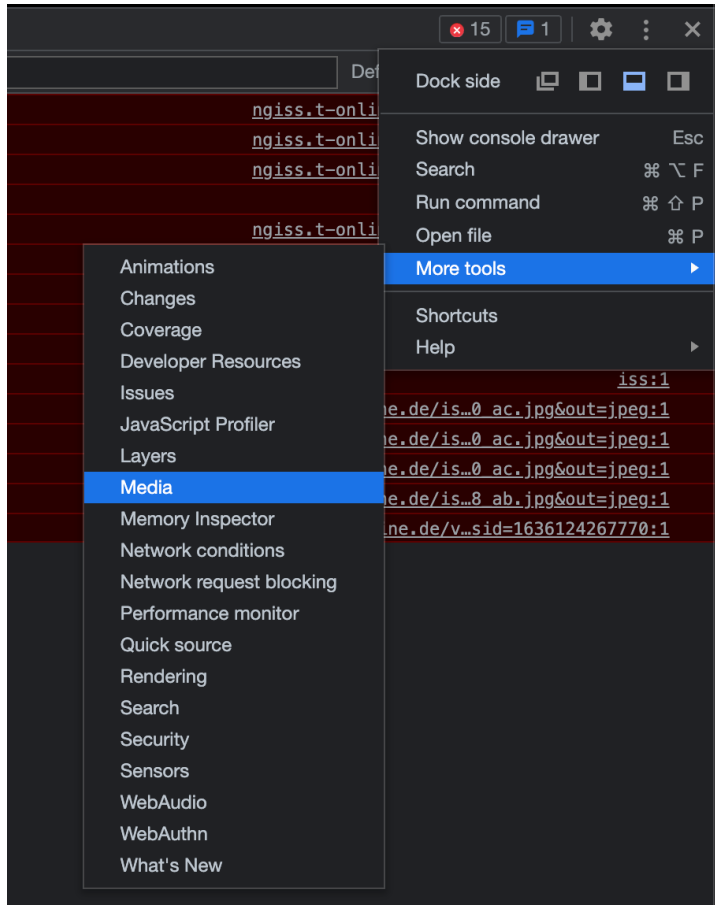 15 1
Def
Dock side
ngiss.t-onli
ngiss.t-onli
ngiss.t-onli
ngiss.t-onli
Show console drawer Esc
Search ⌘ ⌥ F
Run command ⌘ ⇧ P
Open file ⌘ P
More tools
Shortcuts
Help
Animations
Changes
Coverage
Developer Resources
Issues
JavaScript Profiler
Layers
Media
Memory Inspector
Network conditions
Network request blocking
Performance monitor
Quick source
Rendering
Search
Security
Sensors
WebAudio
WebAuthn
What's New
iss:1
ne.de/is…0_ac.jpg&out=jpeg:1
ne.de/is…0_ac.jpg&out=jpeg:1
ne.de/is…0_ac.jpg&out=jpeg:1
ne.de/is…8_ab.jpg&out=jpeg:1
ine.de/v…sid=1636124267770:1